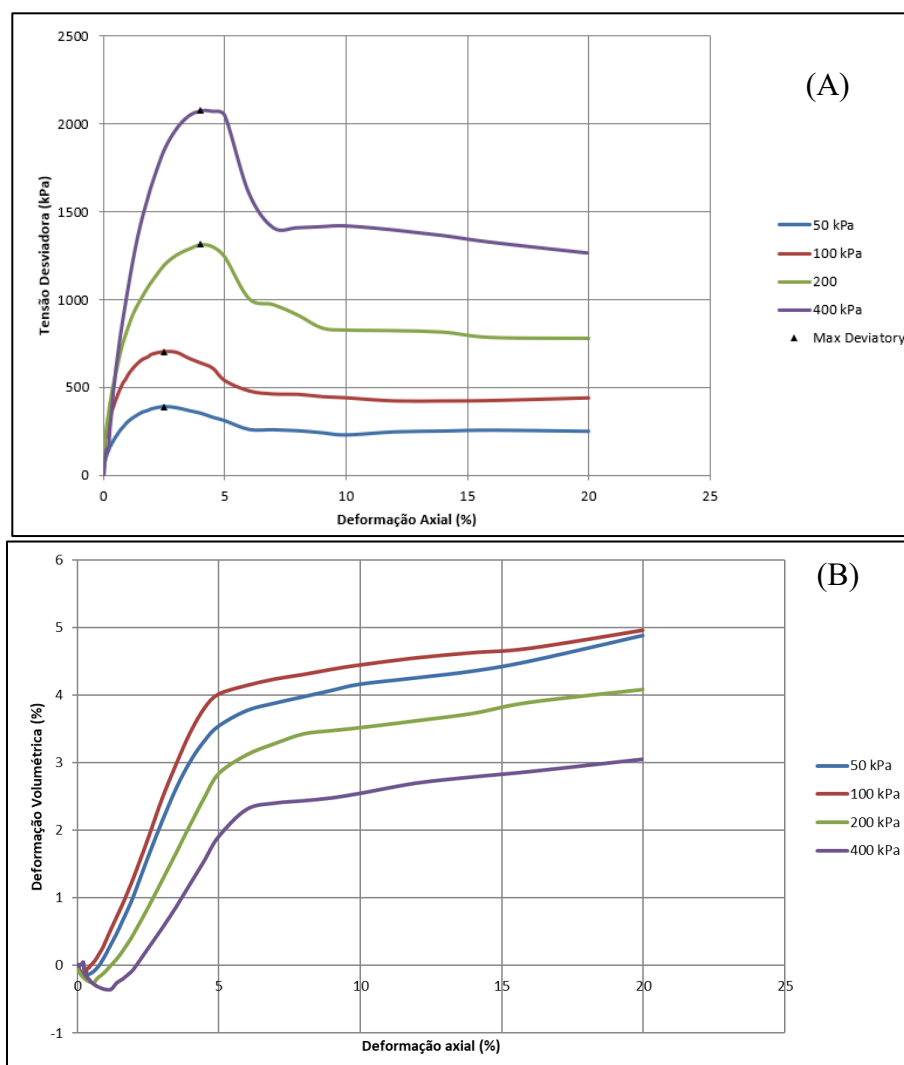 (A)
2500
2000
1500
1000
500
0
0 5 10 15 20 25
Tensão Desviadora (kPa)
Deformação Axial (%)
50 kPa
100 kPa
200
400 kPa
Max Deviatory
(B)
6
5
4
3
2
1
0
-1
0 5 10 15 20 25
Deformação Volumétrica (%)
Deformação axial (%)
50 kPa
100 kPa
200 kPa
400 kPa